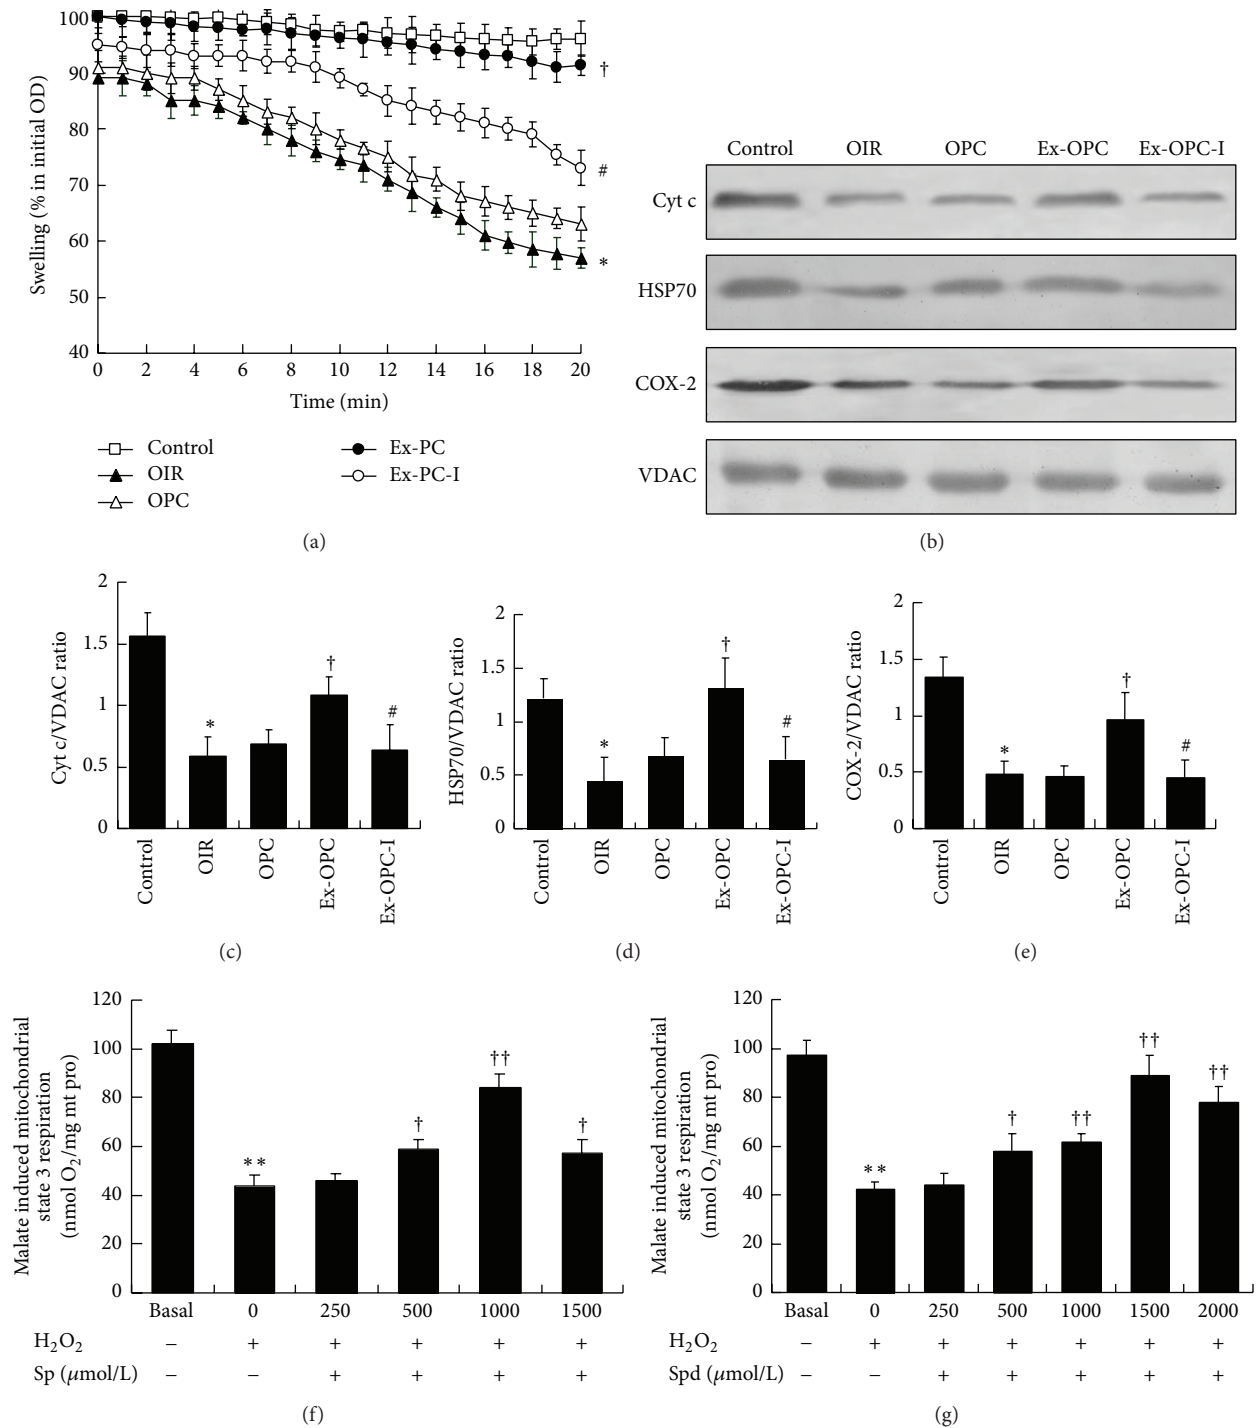 100
90
80
70
60
50
40
Swelling (% in initial OD)
†
#
*
0 2 4 6 8 10 12 14 16 18 20
Time (min)
Control
OIR
OPC
Ex-PC
Ex-PC-I
(a)
Control OIR OPC Ex-OPC Ex-OPC-I
Cyt c
HSP70
COX-2
VDAC
(b)
2
1.5
1
0.5
0
Cyt c/VDAC ratio
*
†
#
Control
OIR
OPC
Ex-OPC
Ex-OPC-I
(c)
2
1.5
1
0.5
0
HSP70/VDAC ratio
*
†
#
Control
OIR
OPC
Ex-OPC
Ex-OPC-I
(d)
2
1.5
1
0.5
0
COX-2/VDAC ratio
*
†
#
Control
OIR
OPC
Ex-OPC
Ex-OPC-I
(e)
120
100
80
60
40
20
0
Malate induced mitochondrial
state 3 respiration
(nmol O₂/mg mt pro)
**
†
††
†
Basal 0 250 500 1000 1500
H₂O₂ − + + + + +
Sp (μmol/L) − − + + + +
(f)
120
100
80
60
40
20
0
Malate induced mitochondrial
state 3 respiration
(nmol O₂/mg mt pro)
**
†
††
††
††
Basal 0 250 500 1000 1500 2000
H₂O₂ − + + + + + +
Spd (μmol/L) − − + + + + +
(g)